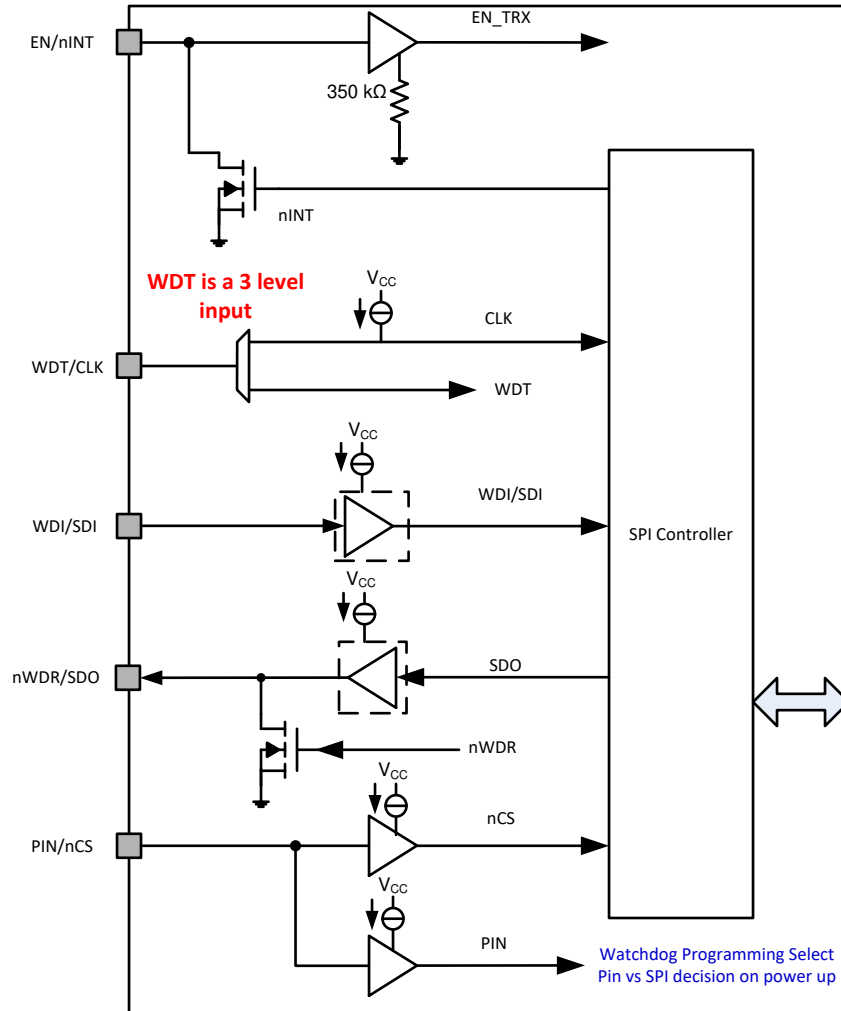 EN/nINT
EN_TRX
350 kΩ
nINT
WDT is a 3 level
input
VCC
CLK
WDT/CLK
WDT
VCC
WDI/SDI
WDI/SDI
SPI Controller
VCC
nWDR/SDO
SDO
nWDR
VCC
PIN/nCS
nCS
VCC
PIN
Watchdog Programming Select
Pin vs SPI decision on power up